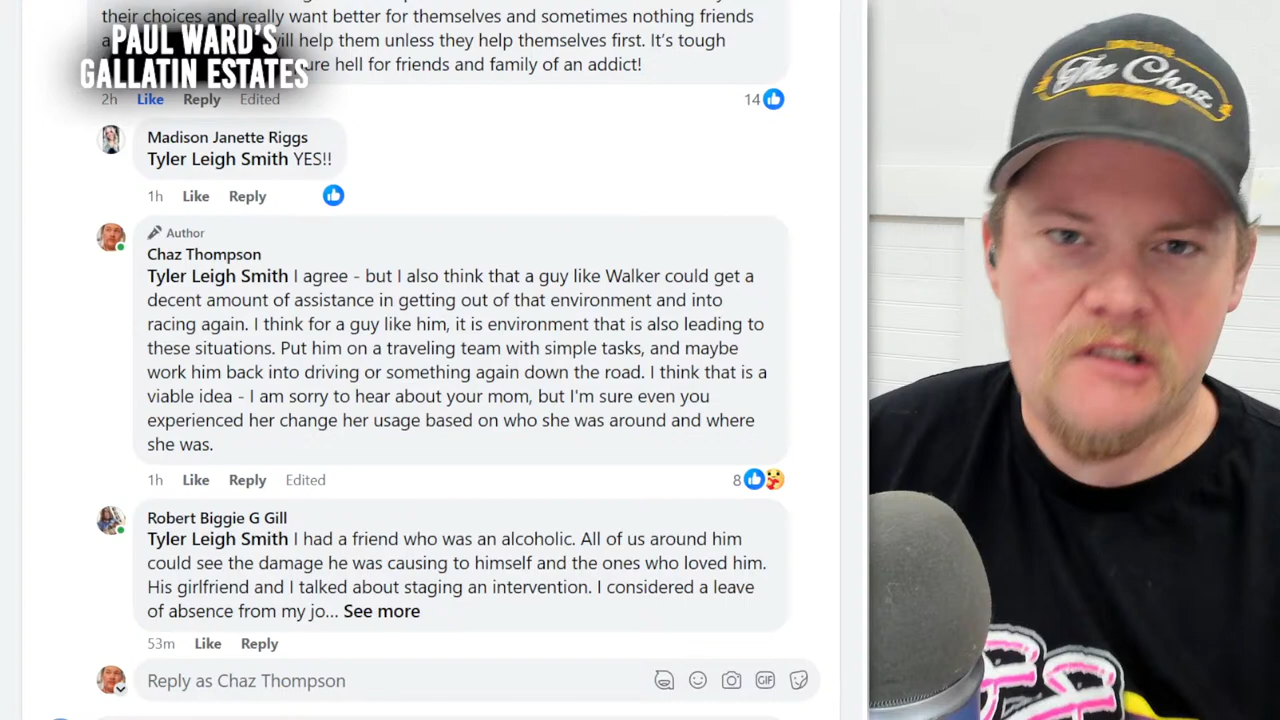 their choices and really want better for themselves and sometimes nothing friends
will help them unless they help themselves first. It's tough
hell for friends and family of an addict!
PAUL WARD'S
GALLATIN ESTATES
2h Like Reply Edited 14
Madison Janette Riggs
Tyler Leigh Smith YES!!
1h Like Reply
Author
Chaz Thompson
Tyler Leigh Smith I agree - but I also think that a guy like Walker could get a
decent amount of assistance in getting out of that environment and into
racing again. I think for a guy like him, it is environment that is also leading to
these situations. Put him on a traveling team with simple tasks, and maybe
work him back into driving or something again down the road. I think that is a
viable idea - I am sorry to hear about your mom, but I'm sure even you
experienced her change her usage based on who she was around and where
she was.
1h Like Reply Edited 8
Robert Biggie G Gill
Tyler Leigh Smith I had a friend who was an alcoholic. All of us around him
could see the damage he was causing to himself and the ones who loved him.
His girlfriend and I talked about staging an intervention. I considered a leave
of absence from my jo... See more
53m Like Reply
Reply as Chaz Thompson
GIF
The Chaz